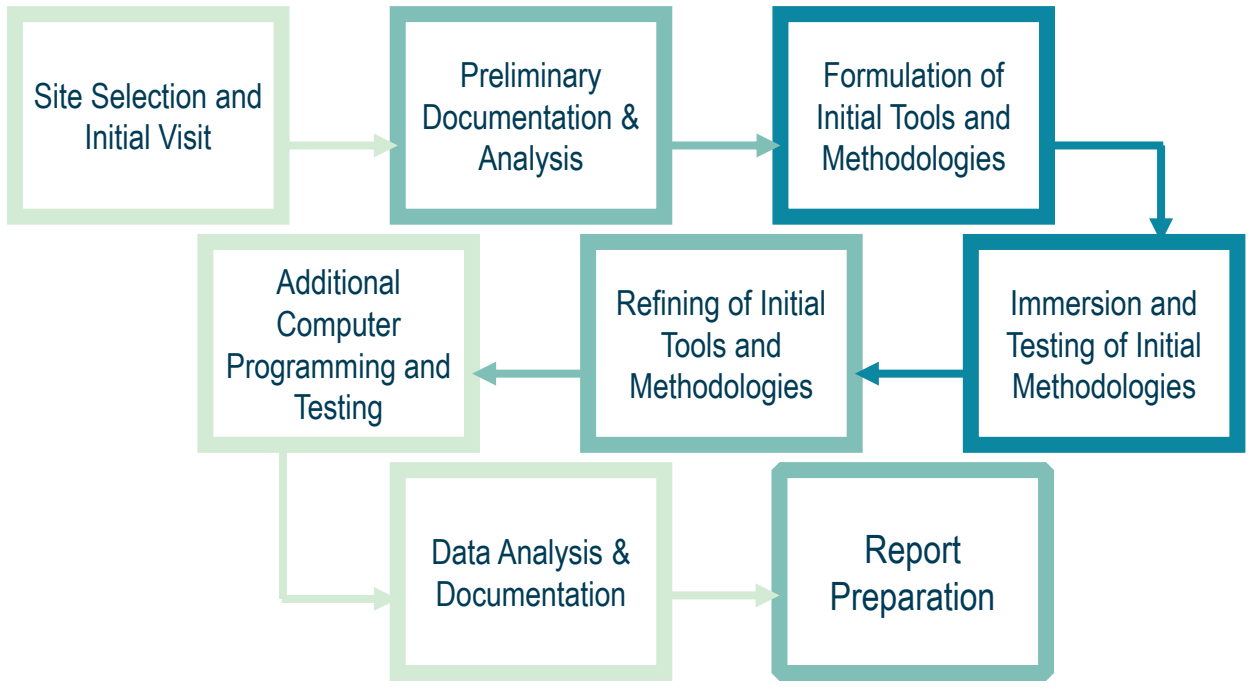 Site Selection and
Initial Visit
Preliminary
Documentation &
Analysis
Formulation of
Initial Tools and
Methodologies
Immersion and
Testing of Initial
Methodologies
Refining of Initial
Tools and
Methodologies
Additional
Computer
Programming and
Testing
Data Analysis &
Documentation
Report
Preparation